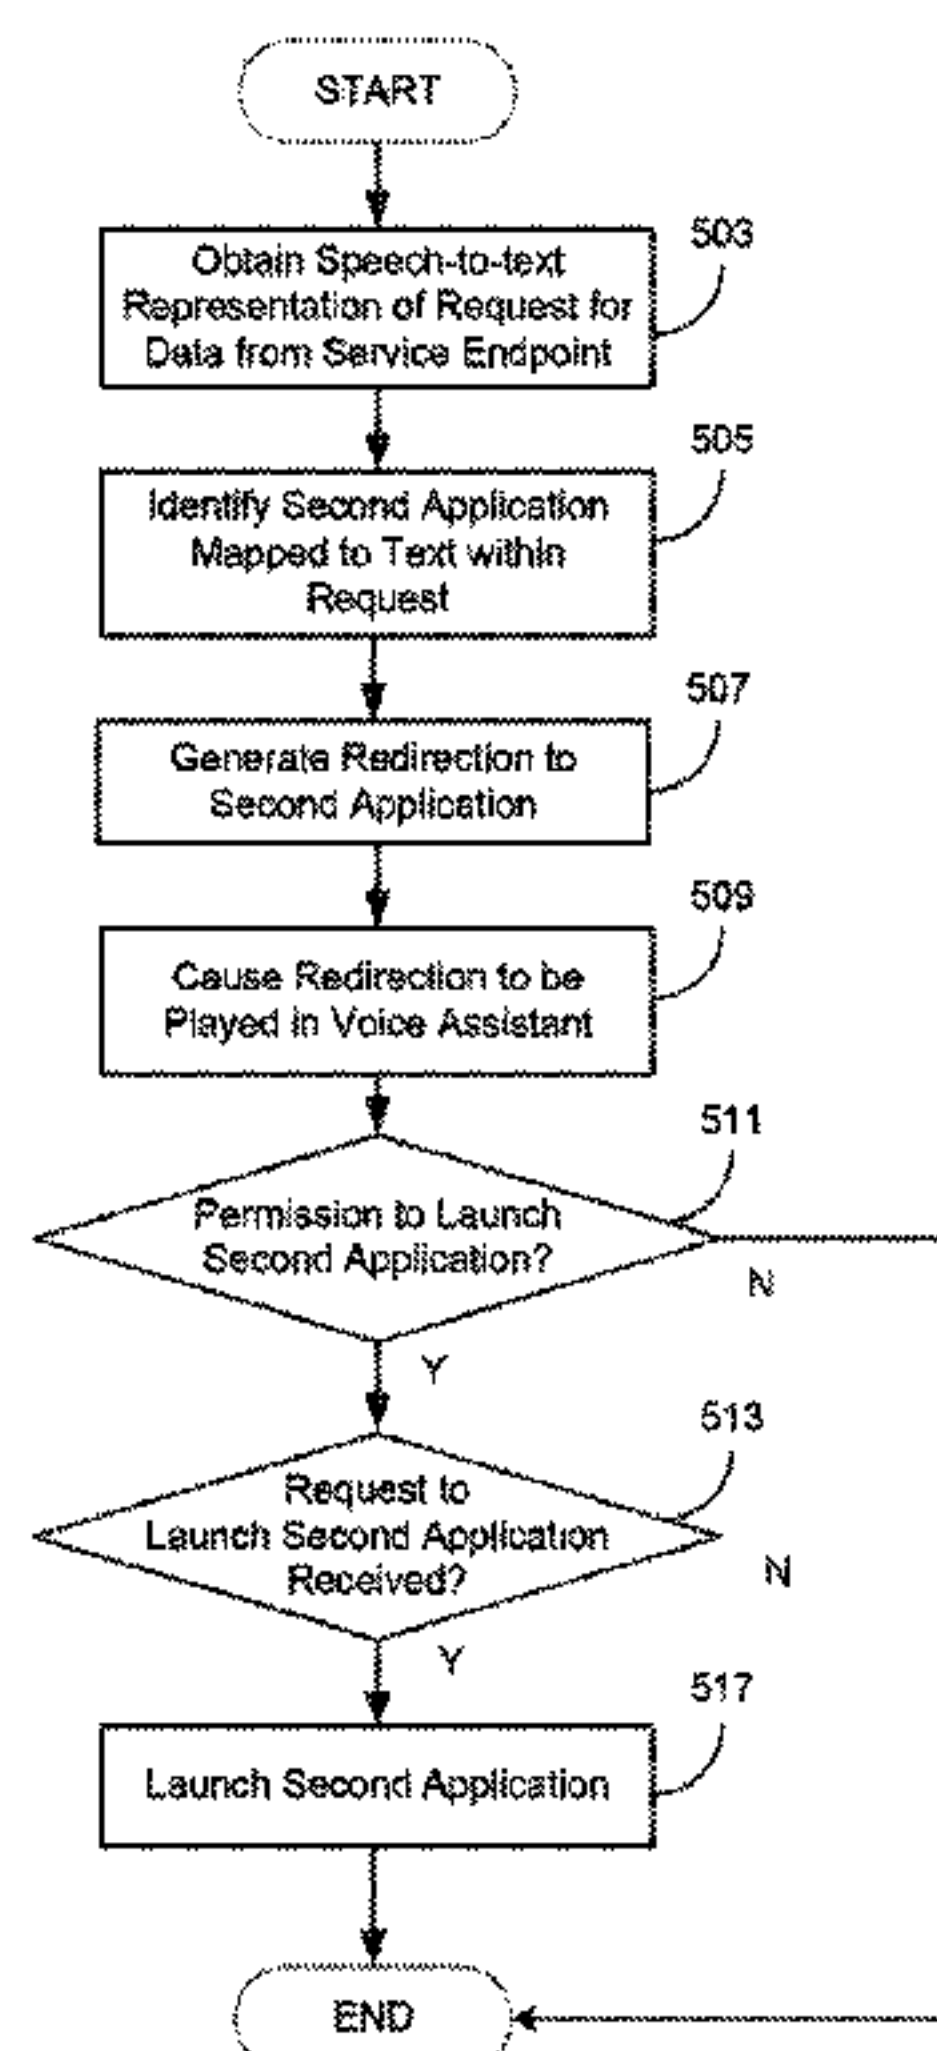 START
503
Obtain Speech-to-text
Representation of Request for
Data from Service Endpoint
505
Identify Second Application
Mapped to Text within
Request
507
Generate Redirection to
Second Application
509
Cause Redirection to be
Played in Voice Assistant
511
Permission to Launch
Second Application?
N
Y
513
Request to
Launch Second Application
Received?
N
Y
517
Launch Second Application
END